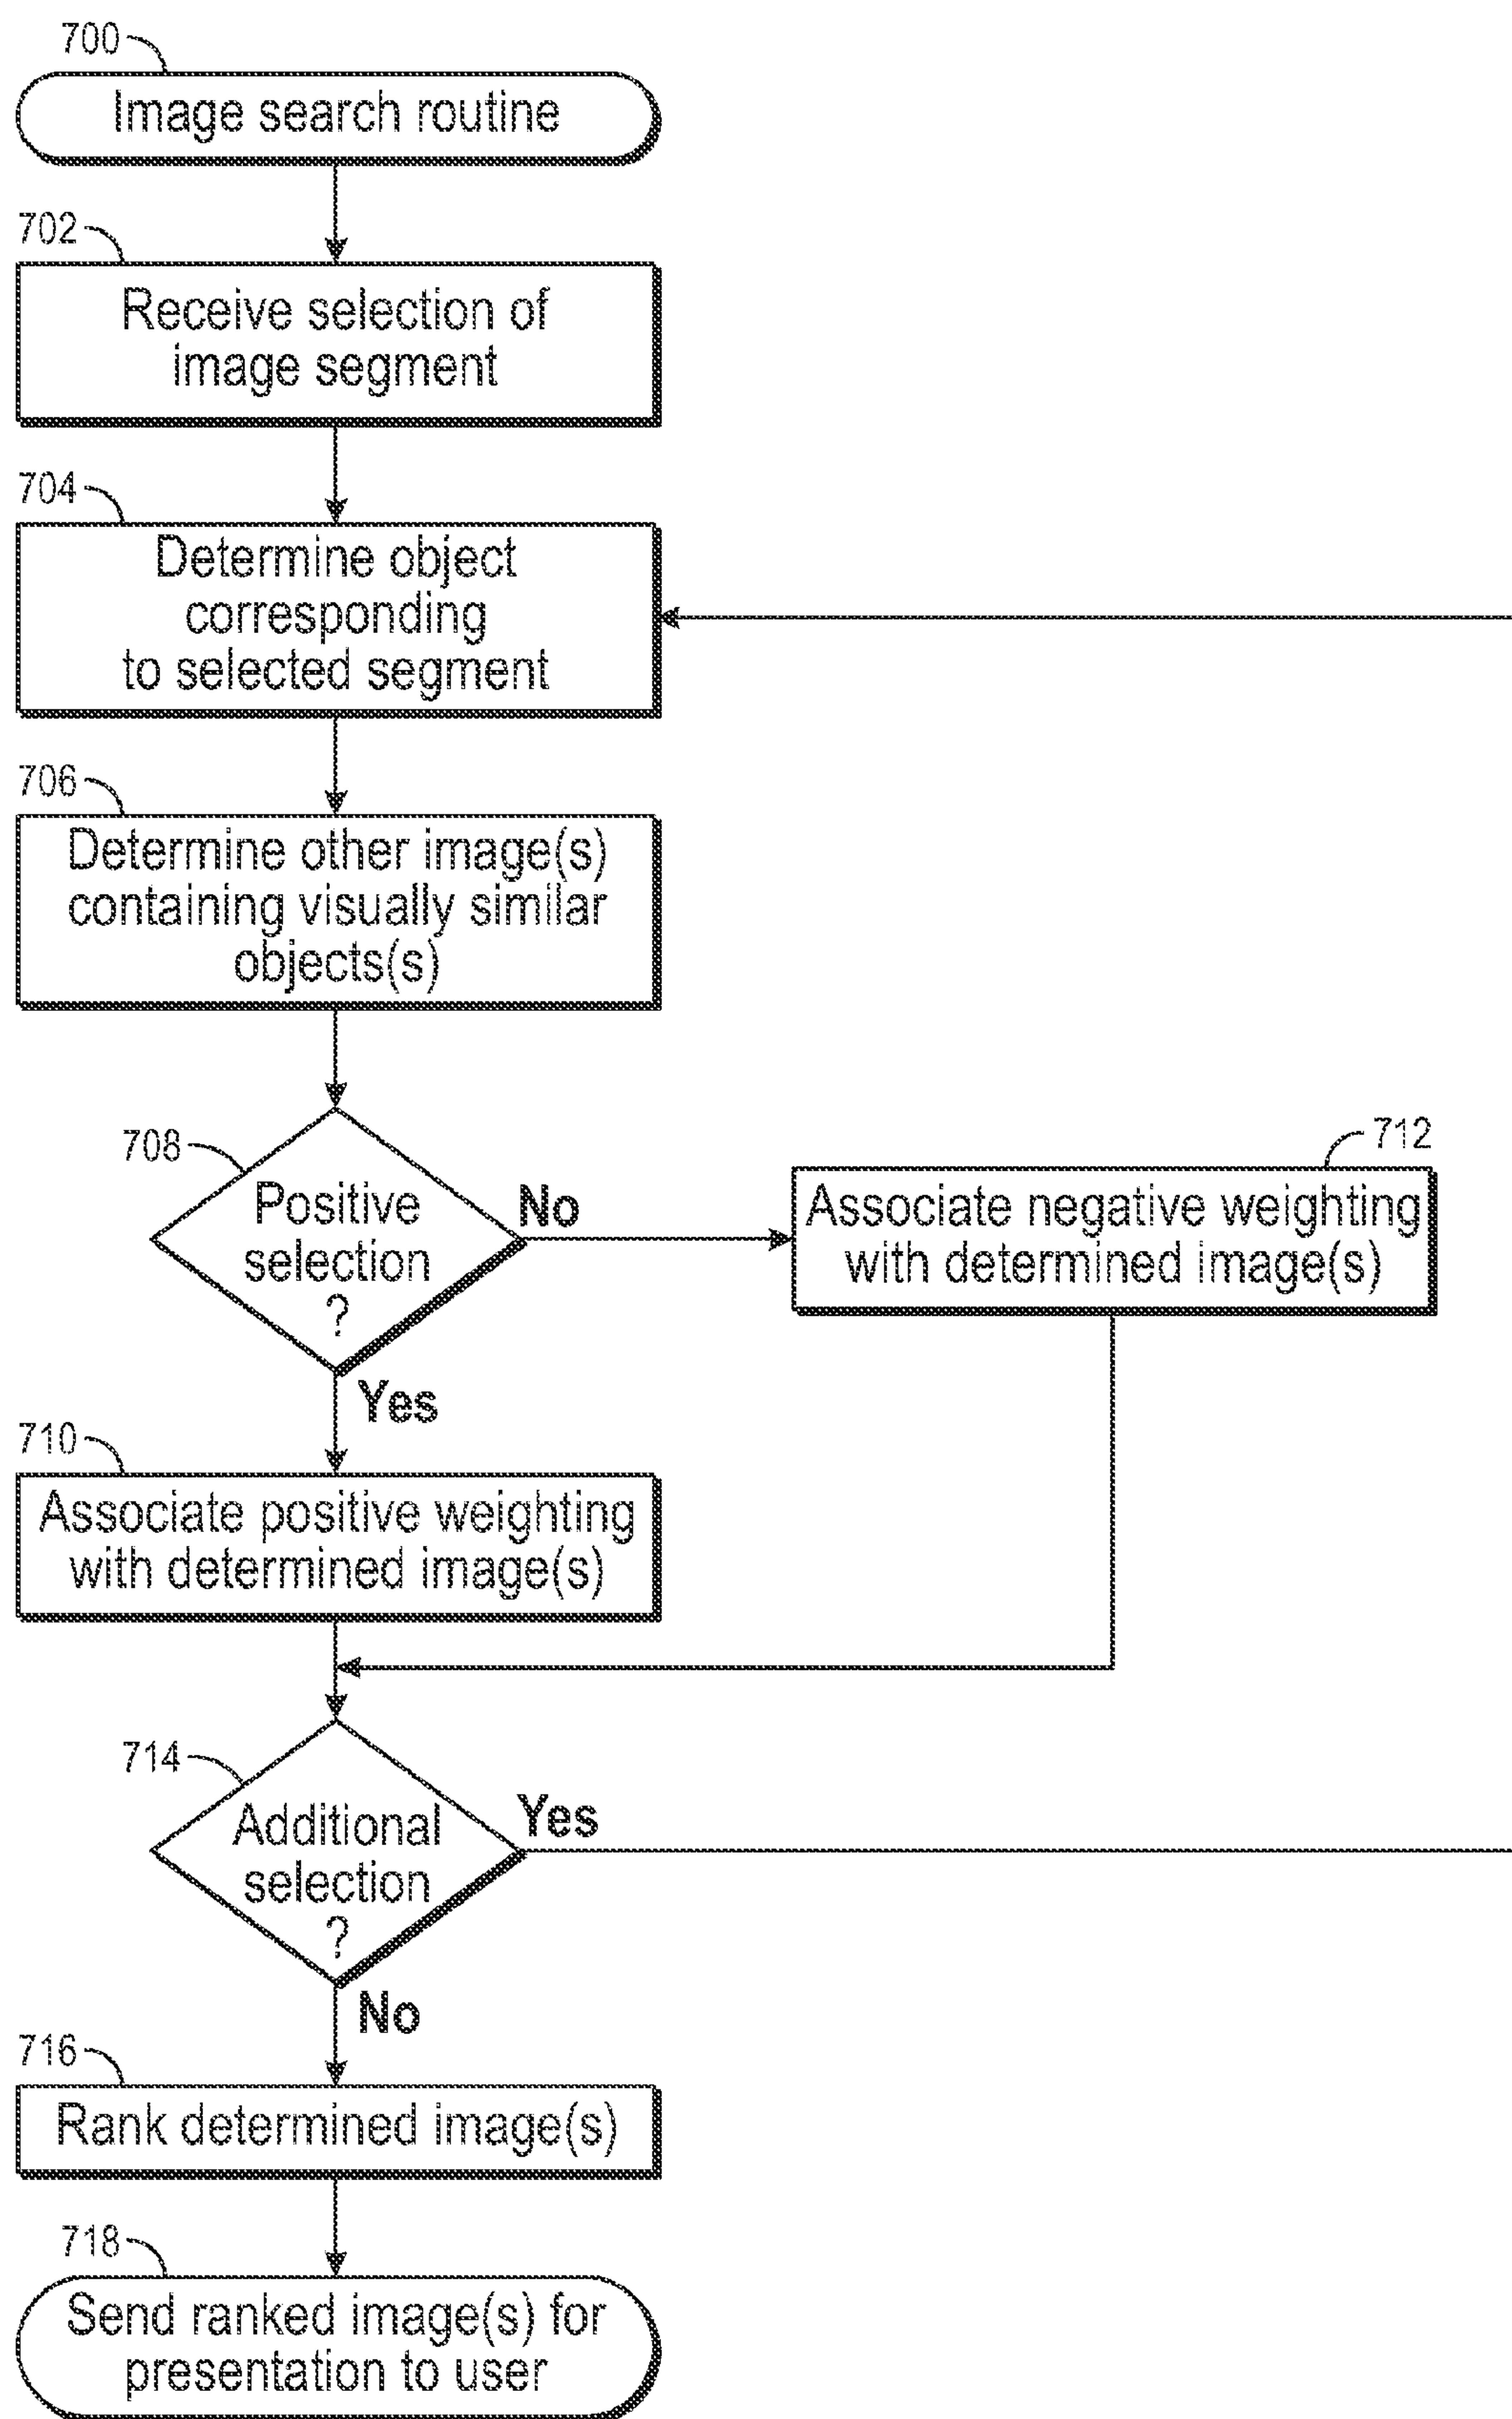 700
Image search routine
702
Receive selection of
image segment
704
Determine object
corresponding
to selected segment
706
Determine other image(s)
containing visually similar
objects(s)
708
Positive
selection
?
No
712
Associate negative weighting
with determined image(s)
Yes
710
Associate positive weighting
with determined image(s)
714
Additional
selection
?
Yes
No
716
Rank determined image(s)
718
Send ranked image(s) for
presentation to user